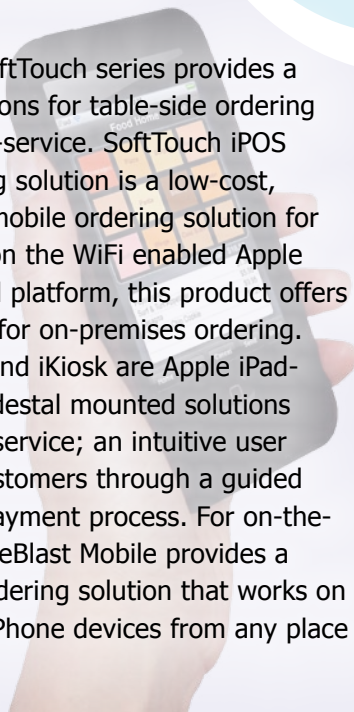 ftTouch series provides a
ons for table-side ordering
-service. SoftTouch iPOS
g solution is a low-cost,
mobile ordering solution for
on the WiFi enabled Apple
l platform, this product offers
for on-premises ordering.
nd iKiosk are Apple iPad-
destal mounted solutions
service; an intuitive user
stomers through a guided
ayment process. For on-the-
eBlast Mobile provides a
dering solution that works on
Phone devices from any place